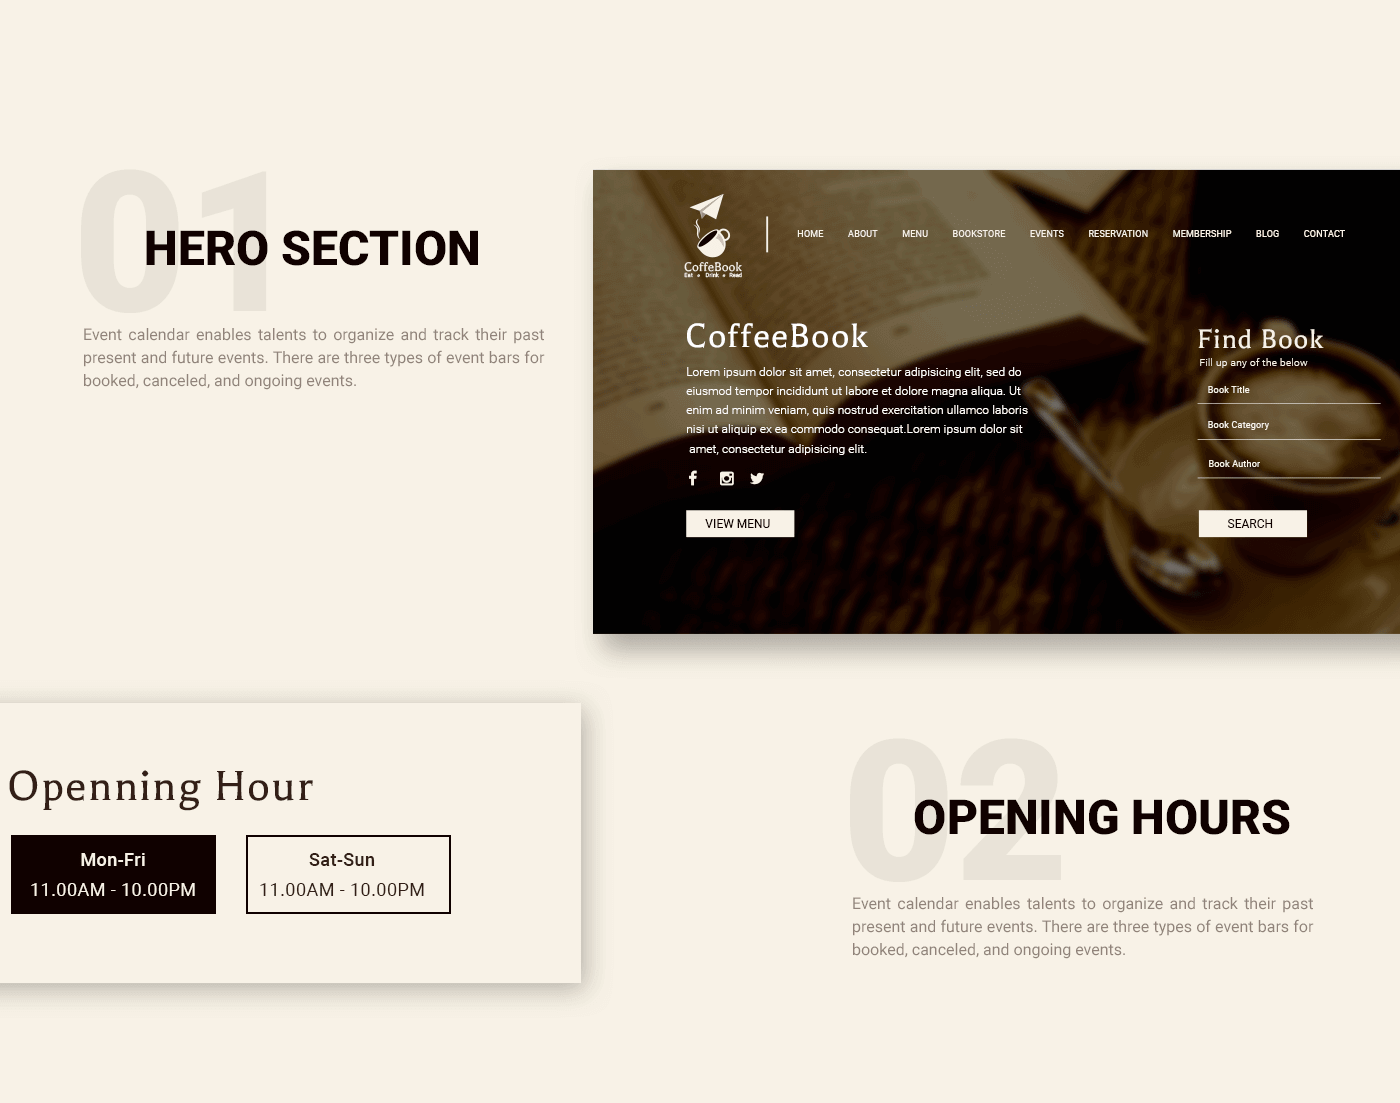 01
HERO SECTION
Event calendar enables talents to organize and track their past
present and future events. There are three types of event bars for
booked, canceled, and ongoing events.
CoffeBook
Eat • Drink • Read
HOME ABOUT MENU BOOKSTORE EVENTS RESERVATION MEMBERSHIP BLOG CONTACT
CoffeeBook
Lorem ipsum dolor sit amet, consectetur adipisicing elit, sed do
eiusmod tempor incididunt ut labore et dolore magna aliqua. Ut
enim ad minim veniam, quis nostrud exercitation ullamco laboris
nisi ut aliquip ex ea commodo consequat.Lorem ipsum dolor sit
amet, consectetur adipisicing elit.
VIEW MENU
Find Book
Fill up any of the below
Book Title
Book Category
Book Author
SEARCH
Openning Hour
Mon-Fri
11.00AM - 10.00PM
Sat-Sun
11.00AM - 10.00PM
02
OPENING HOURS
Event calendar enables talents to organize and track their past
present and future events. There are three types of event bars for
booked, canceled, and ongoing events.